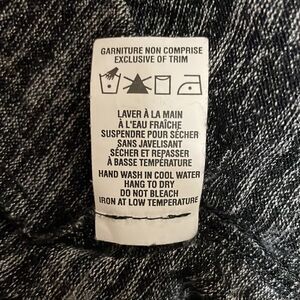 GARNITURE NON COMPRISE
EXCLUSIVE OF TRIM
LAVER À LA MAIN
À L'EAU FRAÎCHE
SUSPENDRE POUR SÉCHER
SANS JAVELISANT
SÉCHER ET REPASSER
À BASSE TEMPÉRATURE
HAND WASH IN COOL WATER
HANG TO DRY
DO NOT BLEACH
IRON AT LOW TEMPERATURE